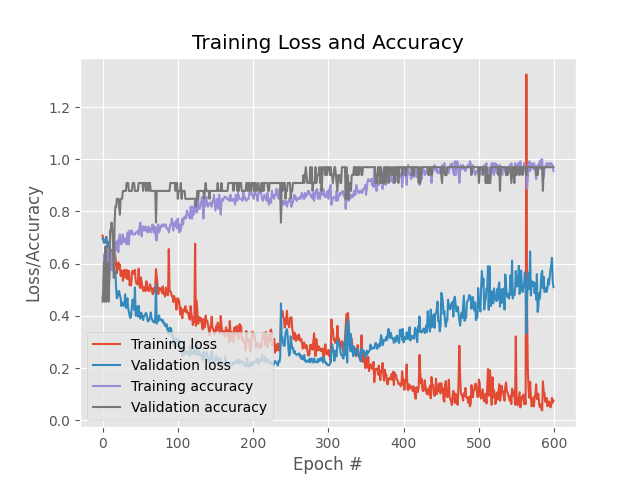 Training Loss and Accuracy
Loss/Accuracy
1.2
1.0
0.8
0.6
0.4
0.2
0.0
Training loss
Validation loss
Training accuracy
Validation accuracy
0 100 200 300 400 500 600
Epoch #